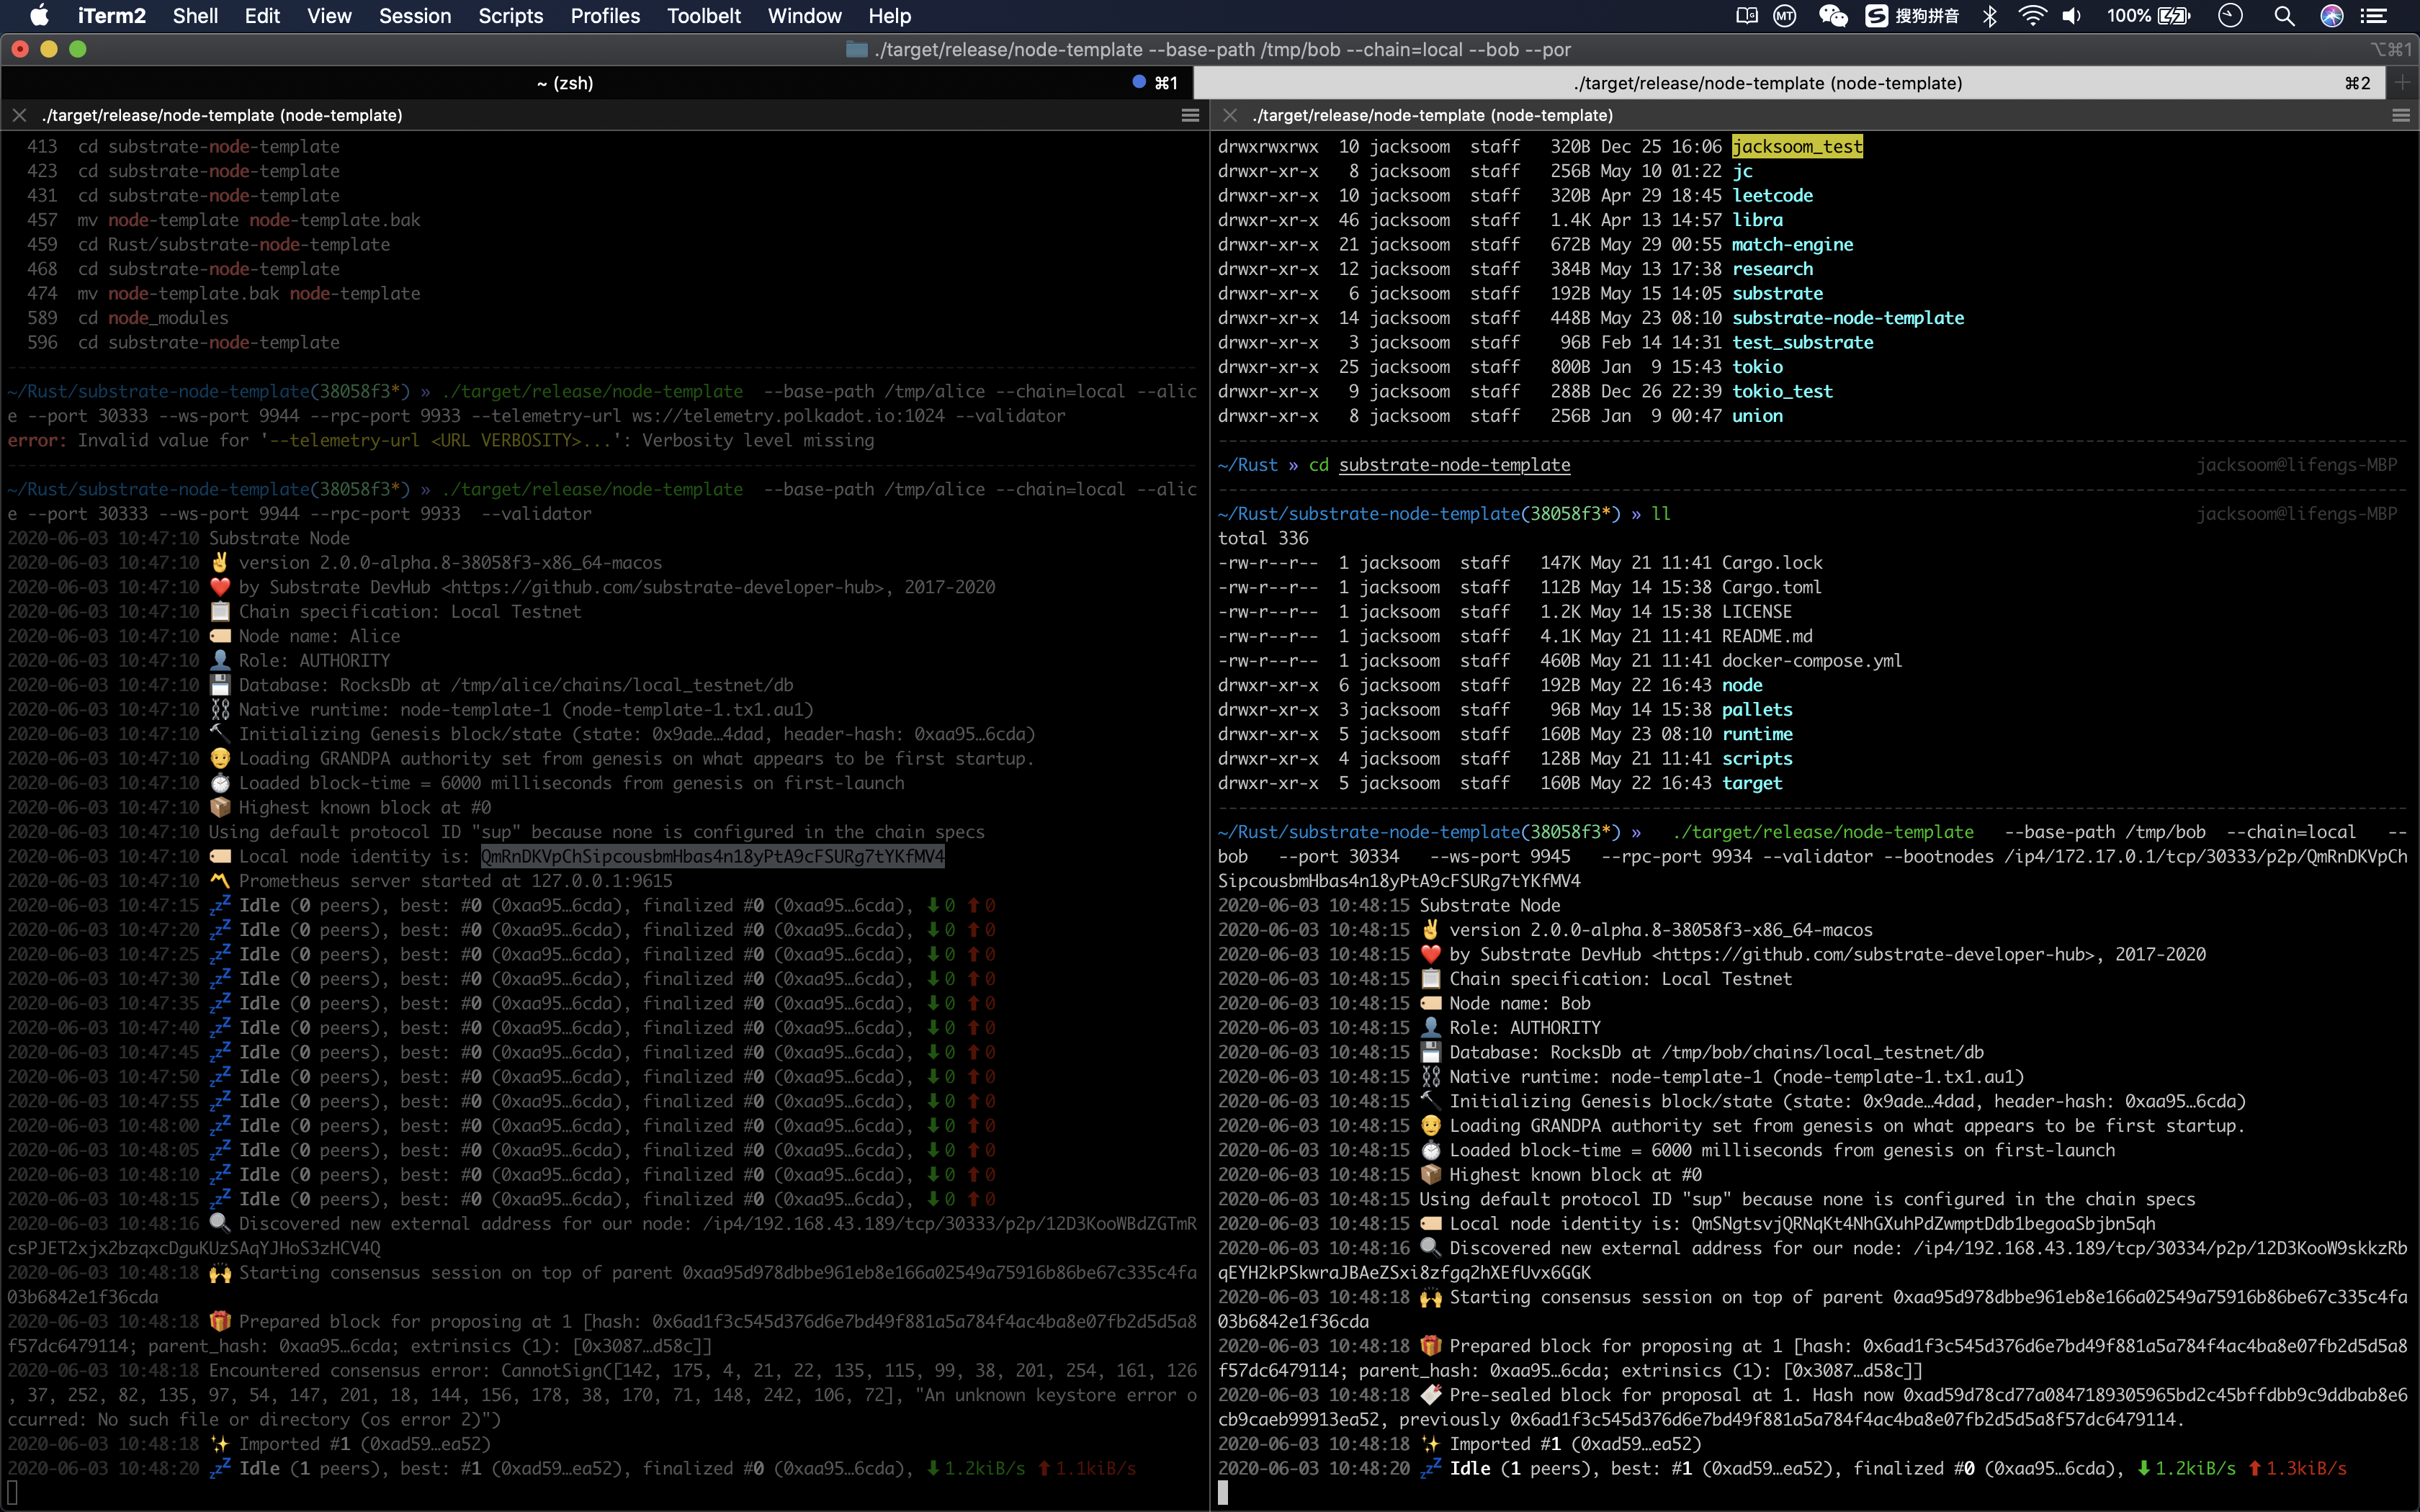 iTerm2 Shell Edit View Session Scripts Profiles Toolbelt Window Help MT 搜狗拼音 100%
./target/release/node-template --base-path /tmp/bob --chain=local --bob --por ⌥⌘1
~ (zsh) ⌘1 ./target/release/node-template (node-template) ⌘2
./target/release/node-template (node-template)
413 cd substrate-node-template
423 cd substrate-node-template
431 cd substrate-node-template
457 mv node-template node-template.bak
459 cd Rust/substrate-node-template
468 cd substrate-node-template
474 mv node-template.bak node-template
589 cd node_modules
596 cd substrate-node-template
~/Rust/substrate-node-template(38058f3*) » ./target/release/node-template --base-path /tmp/alice --chain=local --alic
e --port 30333 --ws-port 9944 --rpc-port 9933 --telemetry-url ws://telemetry.polkadot.io:1024 --validator
error: Invalid value for '--telemetry-url <URL VERBOSITY>...': Verbosity level missing
~/Rust/substrate-node-template(38058f3*) » ./target/release/node-template --base-path /tmp/alice --chain=local --alic
e --port 30333 --ws-port 9944 --rpc-port 9933 --validator
2020-06-03 10:47:10 Substrate Node
2020-06-03 10:47:10 ✌️ version 2.0.0-alpha.8-38058f3-x86_64-macos
2020-06-03 10:47:10 ❤️ by Substrate DevHub <https://github.com/substrate-developer-hub>, 2017-2020
2020-06-03 10:47:10 📋 Chain specification: Local Testnet
2020-06-03 10:47:10 🏷 Node name: Alice
2020-06-03 10:47:10 👤 Role: AUTHORITY
2020-06-03 10:47:10 💾 Database: RocksDb at /tmp/alice/chains/local_testnet/db
2020-06-03 10:47:10 ⛓ Native runtime: node-template-1 (node-template-1.tx1.au1)
2020-06-03 10:47:10 🔨 Initializing Genesis block/state (state: 0x9ade…4dad, header-hash: 0xaa95…6cda)
2020-06-03 10:47:10 👴 Loading GRANDPA authority set from genesis on what appears to be first startup.
2020-06-03 10:47:10 ⏱ Loaded block-time = 6000 milliseconds from genesis on first-launch
2020-06-03 10:47:10 📦 Highest known block at #0
2020-06-03 10:47:10 Using default protocol ID "sup" because none is configured in the chain specs
2020-06-03 10:47:10 🏷 Local node identity is: QmRnDKVpChSipcousbmHbas4n18yPtA9cFSURg7tYKfMV4
2020-06-03 10:47:10 〽️ Prometheus server started at 127.0.0.1:9615
2020-06-03 10:47:15 💤 Idle (0 peers), best: #0 (0xaa95…6cda), finalized #0 (0xaa95…6cda), ⬇ 0 ⬆ 0
2020-06-03 10:47:20 💤 Idle (0 peers), best: #0 (0xaa95…6cda), finalized #0 (0xaa95…6cda), ⬇ 0 ⬆ 0
2020-06-03 10:47:25 💤 Idle (0 peers), best: #0 (0xaa95…6cda), finalized #0 (0xaa95…6cda), ⬇ 0 ⬆ 0
2020-06-03 10:47:30 💤 Idle (0 peers), best: #0 (0xaa95…6cda), finalized #0 (0xaa95…6cda), ⬇ 0 ⬆ 0
2020-06-03 10:47:35 💤 Idle (0 peers), best: #0 (0xaa95…6cda), finalized #0 (0xaa95…6cda), ⬇ 0 ⬆ 0
2020-06-03 10:47:40 💤 Idle (0 peers), best: #0 (0xaa95…6cda), finalized #0 (0xaa95…6cda), ⬇ 0 ⬆ 0
2020-06-03 10:47:45 💤 Idle (0 peers), best: #0 (0xaa95…6cda), finalized #0 (0xaa95…6cda), ⬇ 0 ⬆ 0
2020-06-03 10:47:50 💤 Idle (0 peers), best: #0 (0xaa95…6cda), finalized #0 (0xaa95…6cda), ⬇ 0 ⬆ 0
2020-06-03 10:47:55 💤 Idle (0 peers), best: #0 (0xaa95…6cda), finalized #0 (0xaa95…6cda), ⬇ 0 ⬆ 0
2020-06-03 10:48:00 💤 Idle (0 peers), best: #0 (0xaa95…6cda), finalized #0 (0xaa95…6cda), ⬇ 0 ⬆ 0
2020-06-03 10:48:05 💤 Idle (0 peers), best: #0 (0xaa95…6cda), finalized #0 (0xaa95…6cda), ⬇ 0 ⬆ 0
2020-06-03 10:48:10 💤 Idle (0 peers), best: #0 (0xaa95…6cda), finalized #0 (0xaa95…6cda), ⬇ 0 ⬆ 0
2020-06-03 10:48:15 💤 Idle (0 peers), best: #0 (0xaa95…6cda), finalized #0 (0xaa95…6cda), ⬇ 0 ⬆ 0
2020-06-03 10:48:16 🔍 Discovered new external address for our node: /ip4/192.168.43.189/tcp/30333/p2p/12D3KooWBdZGTmR
csPJET2xjx2bzqxcDguKUzSAqYJHoS3zHCV4Q
2020-06-03 10:48:18 🙌 Starting consensus session on top of parent 0xaa95d978dbbe961eb8e166a02549a75916b86be67c335c4fa
03b6842e1f36cda
2020-06-03 10:48:18 🎁 Prepared block for proposing at 1 [hash: 0x6ad1f3c545d376d6e7bd49f881a5a784f4ac4ba8e07fb2d5d5a8
f57dc6479114; parent_hash: 0xaa95…6cda; extrinsics (1): [0x3087…d58c]]
2020-06-03 10:48:18 Encountered consensus error: CannotSign([142, 175, 4, 21, 22, 135, 115, 99, 38, 201, 254, 161, 126
, 37, 252, 82, 135, 97, 54, 147, 201, 18, 144, 156, 178, 38, 170, 71, 148, 242, 106, 72], "An unknown keystore error o
ccurred: No such file or directory (os error 2)")
2020-06-03 10:48:18 ✨ Imported #1 (0xad59…ea52)
2020-06-03 10:48:20 💤 Idle (1 peers), best: #1 (0xad59…ea52), finalized #0 (0xaa95…6cda), ⬇ 1.2kiB/s ⬆ 1.1kiB/s
./target/release/node-template (node-template)
drwxrwxrwx 10 jacksoom staff 320B Dec 25 16:06 jacksoom_test
drwxr-xr-x 8 jacksoom staff 256B May 10 01:22 jc
drwxr-xr-x 10 jacksoom staff 320B Apr 29 18:45 leetcode
drwxr-xr-x 46 jacksoom staff 1.4K Apr 13 14:57 libra
drwxr-xr-x 21 jacksoom staff 672B May 29 00:55 match-engine
drwxr-xr-x 12 jacksoom staff 384B May 13 17:38 research
drwxr-xr-x 6 jacksoom staff 192B May 15 14:05 substrate
drwxr-xr-x 14 jacksoom staff 448B May 23 08:10 substrate-node-template
drwxr-xr-x 3 jacksoom staff 96B Feb 14 14:31 test_substrate
drwxr-xr-x 25 jacksoom staff 800B Jan 9 15:43 tokio
drwxr-xr-x 9 jacksoom staff 288B Dec 26 22:39 tokio_test
drwxr-xr-x 8 jacksoom staff 256B Jan 9 00:47 union
~/Rust » cd substrate-node-template jacksoom@lifengs-MBP
~/Rust/substrate-node-template(38058f3*) » ll jacksoom@lifengs-MBP
total 336
-rw-r--r-- 1 jacksoom staff 147K May 21 11:41 Cargo.lock
-rw-r--r-- 1 jacksoom staff 112B May 14 15:38 Cargo.toml
-rw-r--r-- 1 jacksoom staff 1.2K May 14 15:38 LICENSE
-rw-r--r-- 1 jacksoom staff 4.1K May 21 11:41 README.md
-rw-r--r-- 1 jacksoom staff 460B May 21 11:41 docker-compose.yml
drwxr-xr-x 6 jacksoom staff 192B May 22 16:43 node
drwxr-xr-x 3 jacksoom staff 96B May 14 15:38 pallets
drwxr-xr-x 5 jacksoom staff 160B May 23 08:10 runtime
drwxr-xr-x 4 jacksoom staff 128B May 21 11:41 scripts
drwxr-xr-x 5 jacksoom staff 160B May 22 16:43 target
~/Rust/substrate-node-template(38058f3*) » ./target/release/node-template --base-path /tmp/bob --chain=local --
bob --port 30334 --ws-port 9945 --rpc-port 9934 --validator --bootnodes /ip4/172.17.0.1/tcp/30333/p2p/QmRnDKVpCh
SipcousbmHbas4n18yPtA9cFSURg7tYKfMV4
2020-06-03 10:48:15 Substrate Node
2020-06-03 10:48:15 ✌️ version 2.0.0-alpha.8-38058f3-x86_64-macos
2020-06-03 10:48:15 ❤️ by Substrate DevHub <https://github.com/substrate-developer-hub>, 2017-2020
2020-06-03 10:48:15 📋 Chain specification: Local Testnet
2020-06-03 10:48:15 🏷 Node name: Bob
2020-06-03 10:48:15 👤 Role: AUTHORITY
2020-06-03 10:48:15 💾 Database: RocksDb at /tmp/bob/chains/local_testnet/db
2020-06-03 10:48:15 ⛓ Native runtime: node-template-1 (node-template-1.tx1.au1)
2020-06-03 10:48:15 🔨 Initializing Genesis block/state (state: 0x9ade…4dad, header-hash: 0xaa95…6cda)
2020-06-03 10:48:15 👴 Loading GRANDPA authority set from genesis on what appears to be first startup.
2020-06-03 10:48:15 ⏱ Loaded block-time = 6000 milliseconds from genesis on first-launch
2020-06-03 10:48:15 📦 Highest known block at #0
2020-06-03 10:48:15 Using default protocol ID "sup" because none is configured in the chain specs
2020-06-03 10:48:15 🏷 Local node identity is: QmSNgtsvjQRNqKt4NhGXuhPdZwmptDdb1begoaSbjbn5qh
2020-06-03 10:48:16 🔍 Discovered new external address for our node: /ip4/192.168.43.189/tcp/30334/p2p/12D3KooW9skkzRb
qEYH2kPSkwraJBAeZSxi8zfgq2hXEfUvx6GGK
2020-06-03 10:48:18 🙌 Starting consensus session on top of parent 0xaa95d978dbbe961eb8e166a02549a75916b86be67c335c4fa
03b6842e1f36cda
2020-06-03 10:48:18 🎁 Prepared block for proposing at 1 [hash: 0x6ad1f3c545d376d6e7bd49f881a5a784f4ac4ba8e07fb2d5d5a8
f57dc6479114; parent_hash: 0xaa95…6cda; extrinsics (1): [0x3087…d58c]]
2020-06-03 10:48:18 🔖 Pre-sealed block for proposal at 1. Hash now 0xad59d78cd77a0847189305965bd2c45bffdbb9c9ddbab8e6
cb9caeb99913ea52, previously 0x6ad1f3c545d376d6e7bd49f881a5a784f4ac4ba8e07fb2d5d5a8f57dc6479114.
2020-06-03 10:48:18 ✨ Imported #1 (0xad59…ea52)
2020-06-03 10:48:20 💤 Idle (1 peers), best: #1 (0xad59…ea52), finalized #0 (0xaa95…6cda), ⬇ 1.2kiB/s ⬆ 1.3kiB/s